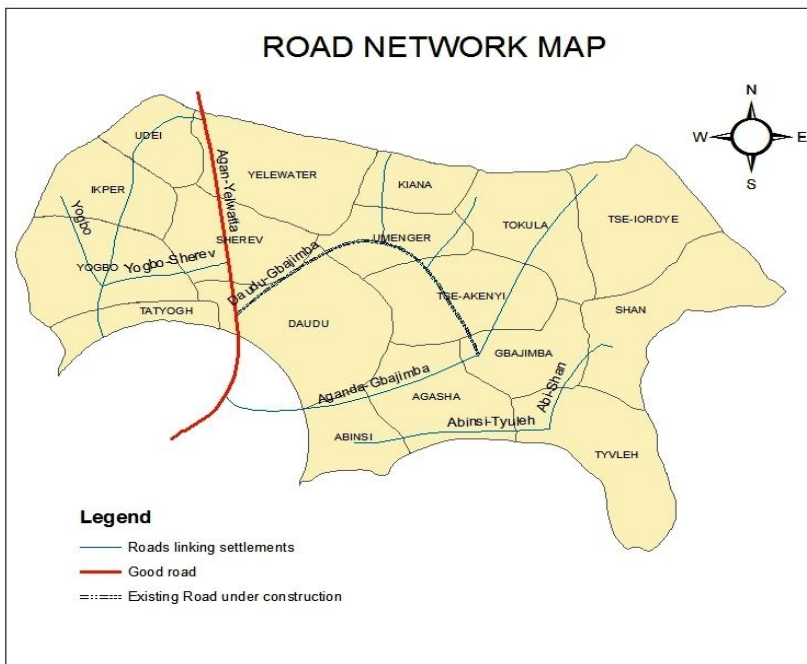 ROAD NETWORK MAP
N
W E
S
UDEI
Agan-Yelwatta
YELEWATER
KIANA
IKPER
TSE-IORDYE
TOKULA
Yogbo
SHEREV
UMENGER
YOGBO
Yogbo-Sherev
Daudu-Gbajimba
TSE-AKENYI
TATYOGH
DAUDU
SHAN
GBAJIMBA
Aganda-Gbajimba
AGASHA
Abi-Shan
Abinsi-Tyuleh
ABINSI
TYVLEH
Legend
Roads linking settlements
Good road
Existing Road under construction